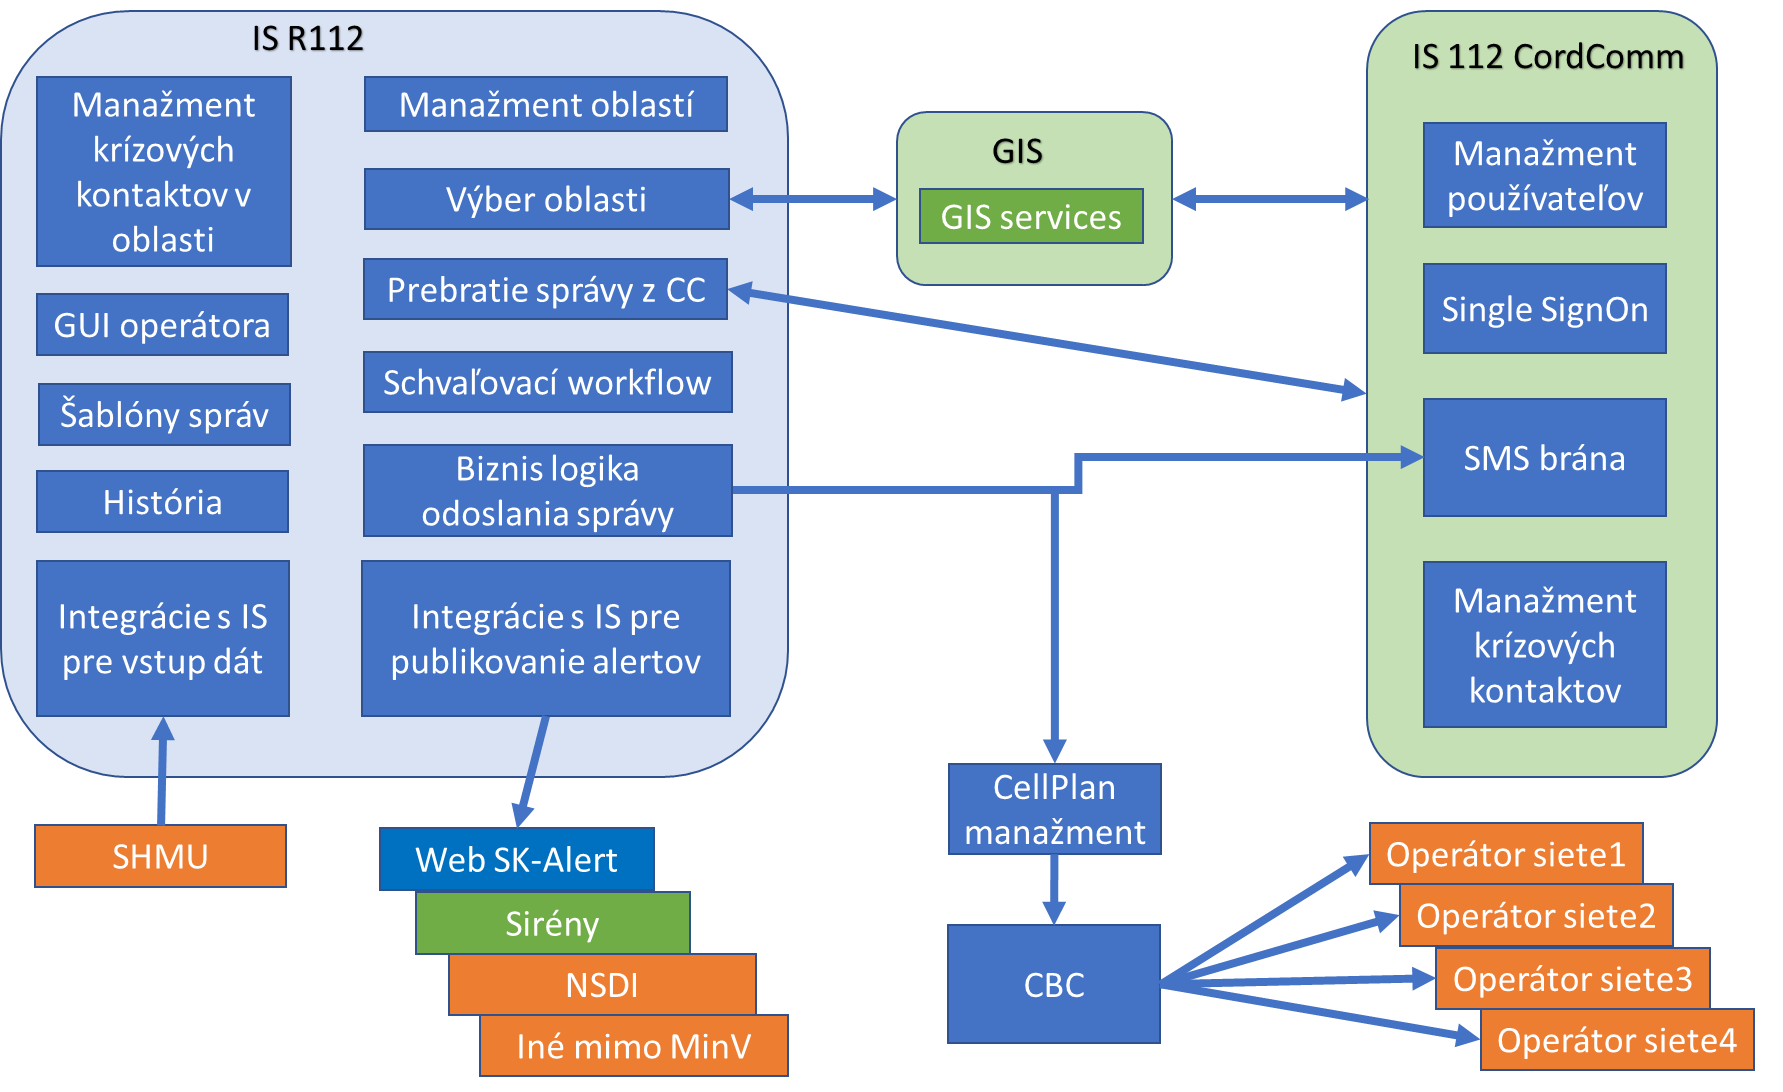 IS R112
Manažment
krízových
kontaktov v
oblasti
GUI operátora
Šablóny správ
História
Integrácie s IS
pre vstup dát
Manažment oblastí
Výber oblasti
Prebratie správy z CC
Schvaľovací workflow
Biznis logika
odoslania správy
Integrácie s IS pre
publikovanie alertov
GIS
GIS services
IS 112 CordComm
Manažment
používateľov
Single SignOn
SMS brána
Manažment
krízových
kontaktov
SHMU
Web SK-Alert
Sirény
NSDI
Iné mimo MinV
CellPlan
manažment
CBC
Operátor siete1
Operátor siete2
Operátor siete3
Operátor siete4